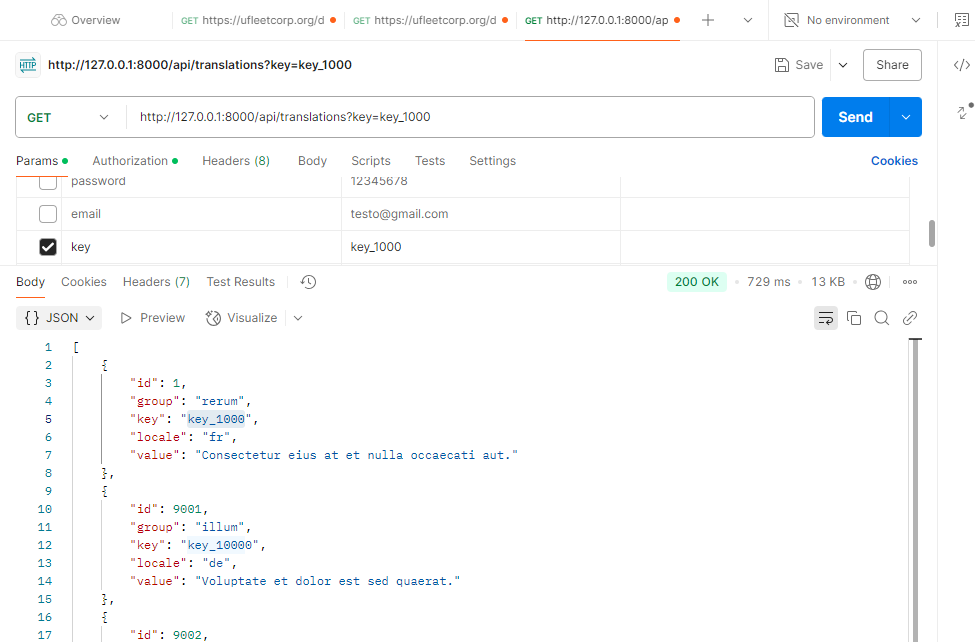 Overview GET https://ufleetcorp.org/d GET https://ufleetcorp.org/d GET http://127.0.0.1:8000/ap No environment
HTTP http://127.0.0.1:8000/api/translations?key=key_1000 Save Share
GET http://127.0.0.1:8000/api/translations?key=key_1000 Send
Params Authorization Headers (8) Body Scripts Tests Settings Cookies
password 12345678
email testo@gmail.com
key key_1000
Body Cookies Headers (7) Test Results 200 OK 729 ms 13 KB
{} JSON Preview Visualize
1 [
2 {
3 "id": 1,
4 "group": "rerum",
5 "key": "key_1000",
6 "locale": "fr",
7 "value": "Consectetur eius at et nulla occaecati aut."
8 },
9 {
10 "id": 9001,
11 "group": "illum",
12 "key": "key_10000",
13 "locale": "de",
14 "value": "Voluptate et dolor est sed quaerat."
15 },
16 {
17 "id": 9002,